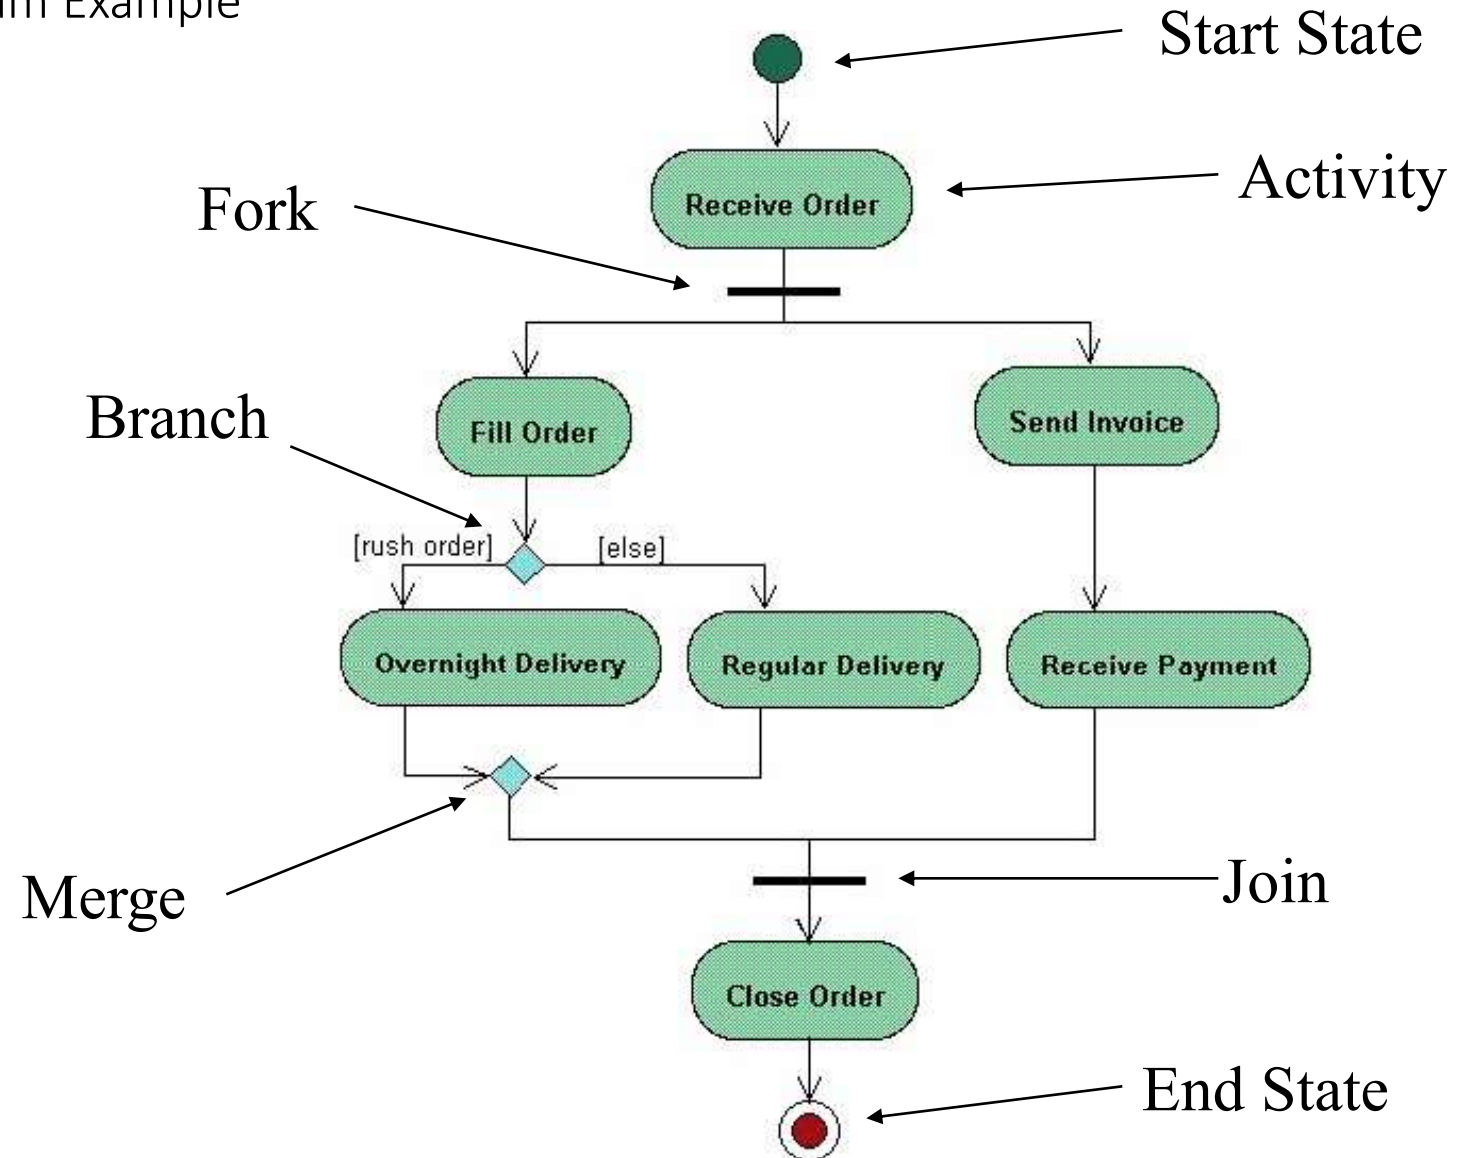 Example
Start State
Activity
Receive Order
Fork
Branch
Fill Order
Send Invoice
[rush order]
[else]
Overnight Delivery
Regular Delivery
Receive Payment
Merge
Join
Close Order
End State